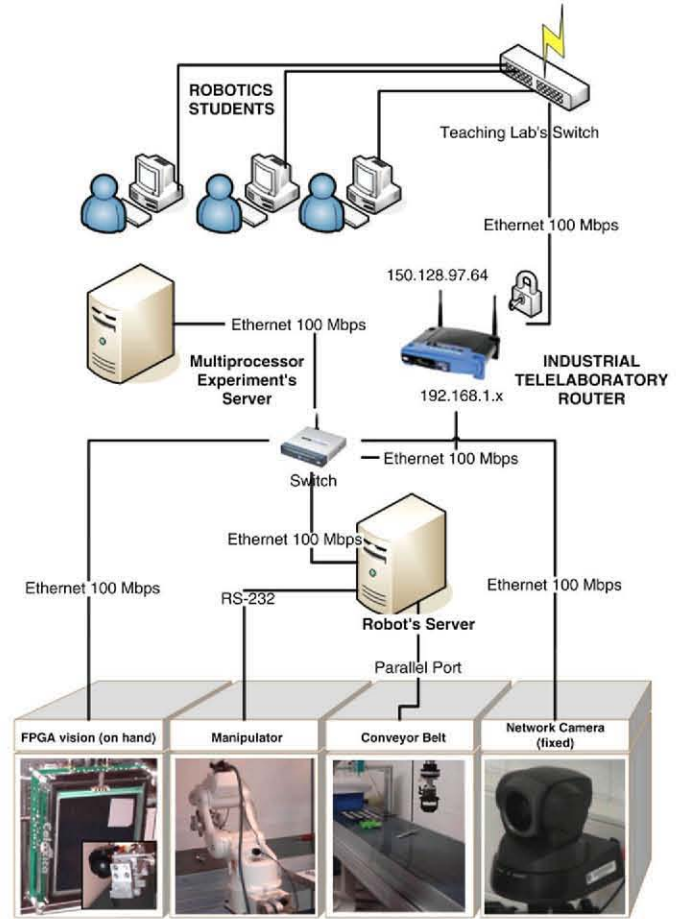 ROBOTICS
STUDENTS
Teaching Lab's Switch
Ethernet 100 Mbps
150.128.97.64
Ethernet 100 Mbps
Multiprocessor
Experiment's
Server
INDUSTRIAL
TELELABORATORY
ROUTER
192.168.1.x
Ethernet 100 Mbps
Switch
Ethernet 100 Mbps
Ethernet 100 Mbps
Ethernet 100 Mbps
RS-232
Robot's Server
Parallel Port
FPGA vision (on hand)
Manipulator
Conveyor Belt
Network Camera
(fixed)